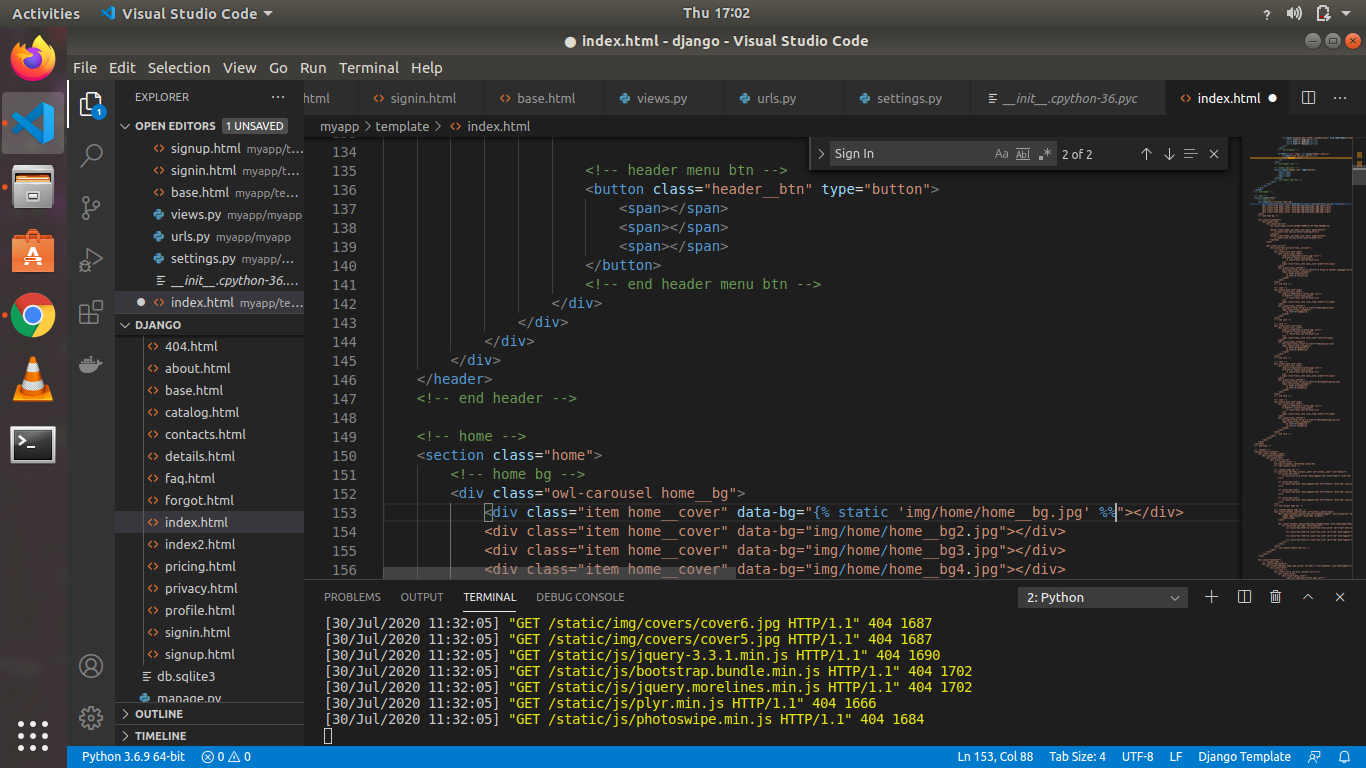 Activities Visual Studio Code Thu 17:02 ?
● index.html - django - Visual Studio Code
File Edit Selection View Go Run Terminal Help
EXPLORER ...
html signin.html base.html views.py urls.py settings.py __init__.cpython-36.pyc index.html ● ...
1
OPEN EDITORS 1 UNSAVED
myapp > template > index.html
signup.html myapp/t...
signin.html myapp/te...
base.html myapp/te...
views.py myapp/myapp
urls.py myapp/myapp
settings.py myapp/...
__init__.cpython-36....
● index.html myapp/te...
DJANGO
404.html
about.html
base.html
catalog.html
contacts.html
details.html
faq.html
forgot.html
index.html
index2.html
pricing.html
privacy.html
profile.html
signin.html
signup.html
db.sqlite3
manage.py
OUTLINE
TIMELINE
Sign In Aa Abl .* 2 of 2
134
135 <!-- header menu btn -->
136 <button class="header__btn" type="button">
137 <span></span>
138 <span></span>
139 <span></span>
140 </button>
141 <!-- end header menu btn -->
142 </div>
143 </div>
144 </div>
145 </div>
146 </header>
147 <!-- end header -->
148
149 <!-- home -->
150 <section class="home">
151 <!-- home bg -->
152 <div class="owl-carousel home__bg">
153 <div class="item home__cover" data-bg="{% static 'img/home/home__bg.jpg' %%"></div>
154 <div class="item home__cover" data-bg="img/home/home__bg2.jpg"></div>
155 <div class="item home__cover" data-bg="img/home/home__bg3.jpg"></div>
156 <div class="item home__cover" data-bg="img/home/home__bg4.jpg"></div>
PROBLEMS OUTPUT TERMINAL DEBUG CONSOLE 2: Python
[30/Jul/2020 11:32:05] "GET /static/img/covers/cover6.jpg HTTP/1.1" 404 1687
[30/Jul/2020 11:32:05] "GET /static/img/covers/cover5.jpg HTTP/1.1" 404 1687
[30/Jul/2020 11:32:05] "GET /static/js/jquery-3.3.1.min.js HTTP/1.1" 404 1690
[30/Jul/2020 11:32:05] "GET /static/js/bootstrap.bundle.min.js HTTP/1.1" 404 1702
[30/Jul/2020 11:32:05] "GET /static/js/jquery.morelines.min.js HTTP/1.1" 404 1702
[30/Jul/2020 11:32:05] "GET /static/js/plyr.min.js HTTP/1.1" 404 1666
[30/Jul/2020 11:32:05] "GET /static/js/photoswipe.min.js HTTP/1.1" 404 1684
Python 3.6.9 64-bit 0 0 Ln 153, Col 88 Tab Size: 4 UTF-8 LF Django Template